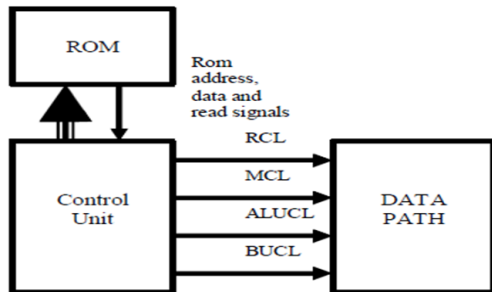 ROM
Rom
address,
data and
read signals
RCL
MCL
ALUCL
BUCL
Control
Unit
DATA
PATH